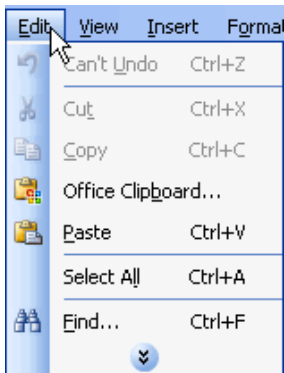 Edit View Insert Forma
Can't Undo Ctrl+Z
Cut Ctrl+X
Copy Ctrl+C
Office Clipboard...
Paste Ctrl+V
Select All Ctrl+A
Find... Ctrl+F